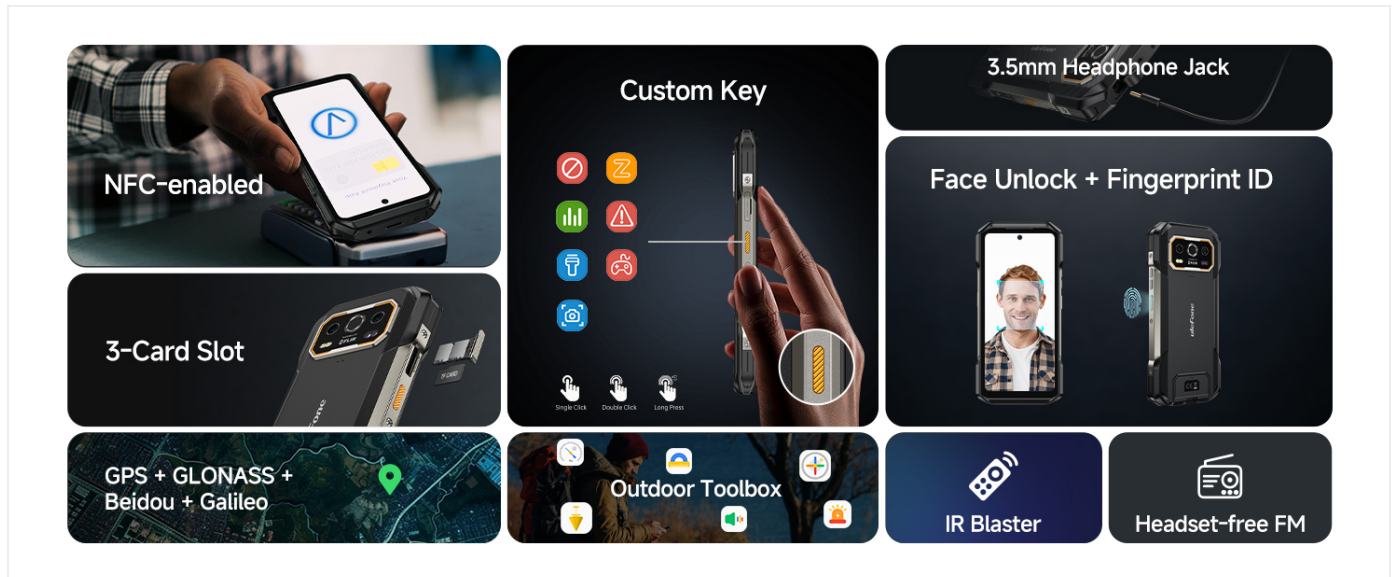 NFC-enabled
3-Card Slot
TF CARD
GPS + GLONASS +
Beidou + Galileo
Custom Key
Single Click
Double Click
Long Press
Outdoor Toolbox
3.5mm Headphone Jack
Face Unlock + Fingerprint ID
ulefone
IR Blaster
Headset-free FM